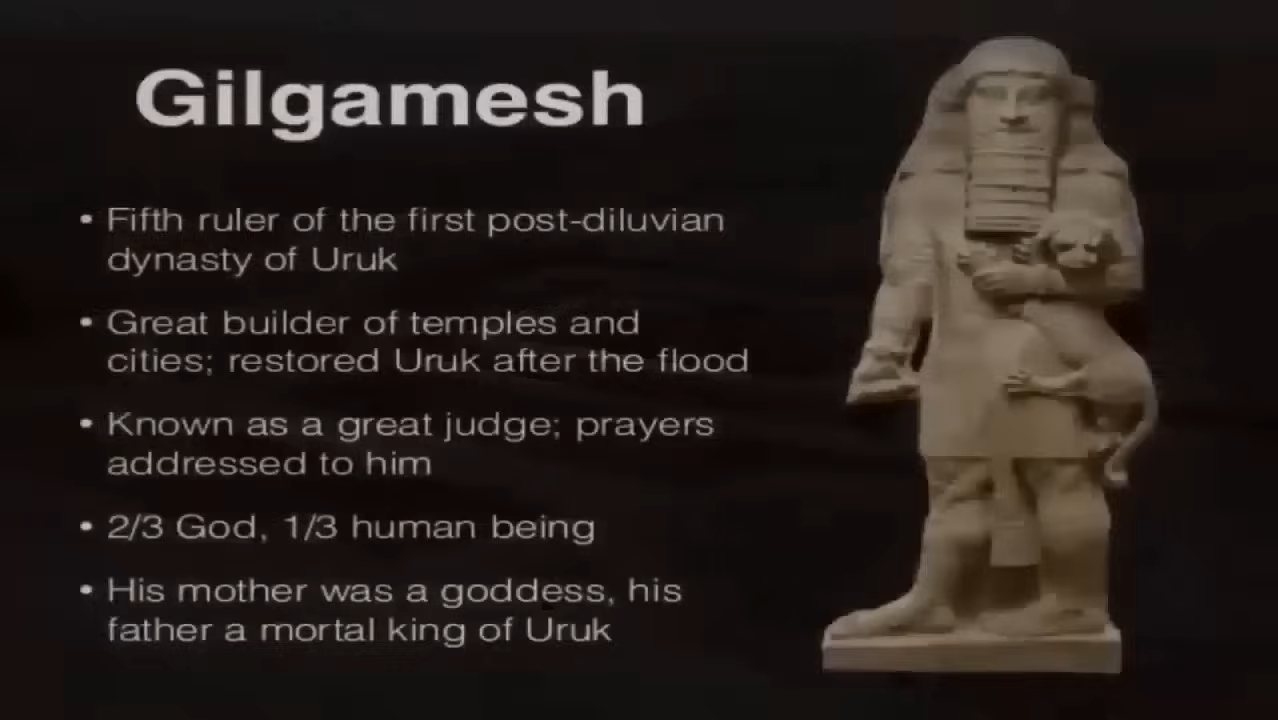 Gilgamesh
• Fifth ruler of the first post-diluvian
dynasty of Uruk
• Great builder of temples and
cities; restored Uruk after the flood
• Known as a great judge; prayers
addressed to him
• 2/3 God, 1/3 human being
• His mother was a goddess, his
father a mortal king of Uruk